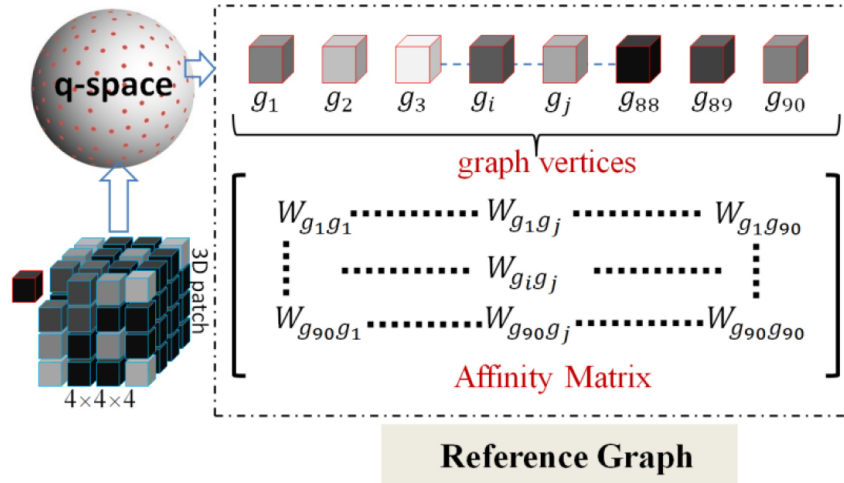 q-space
g1 g2 g3 gi gj g88 g89 g90
graph vertices
Wg1g1 Wg1gj Wg1g90
Wgigj
Wg90g1 Wg90gj Wg90g90
Affinity Matrix
3D patch
4×4×4
Reference Graph